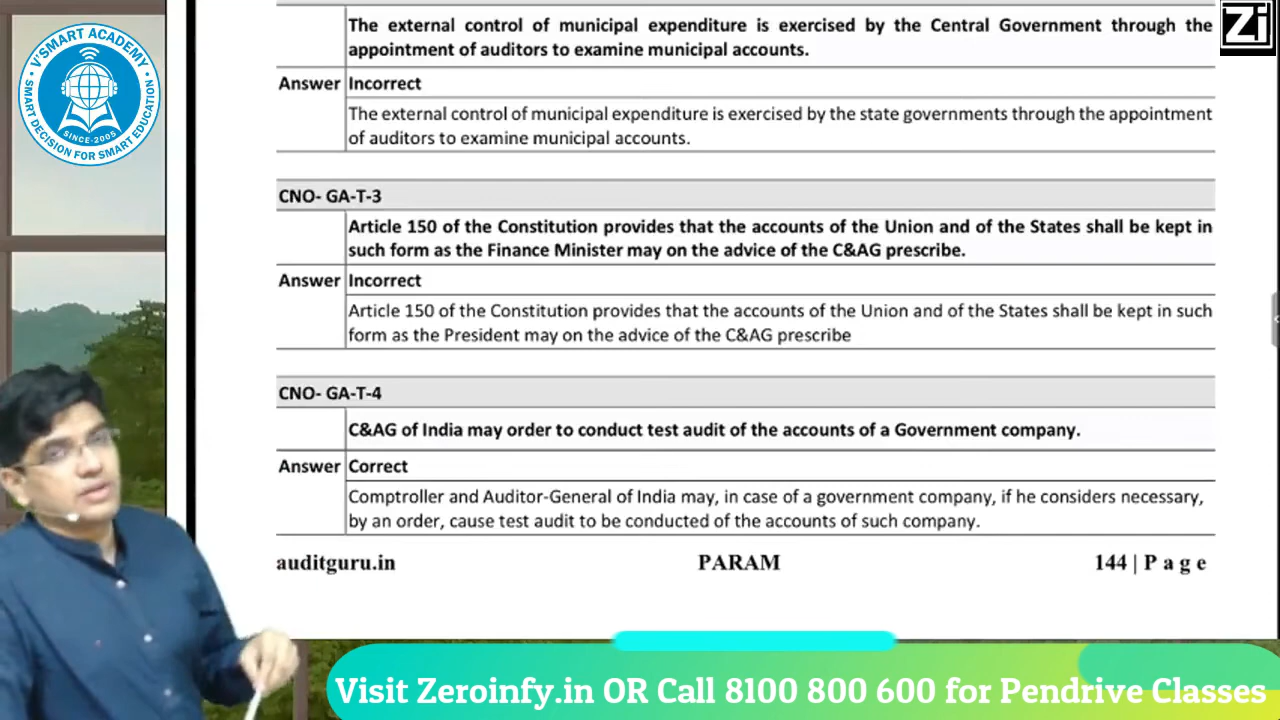 V'SMART ACADEMY
SMART DECISION FOR SMART EDUCATION
SINCE-2005
Zi
The external control of municipal expenditure is exercised by the Central Government through the
appointment of auditors to examine municipal accounts.
Answer Incorrect
The external control of municipal expenditure is exercised by the state governments through the appointment
of auditors to examine municipal accounts.
CNO- GA-T-3
Article 150 of the Constitution provides that the accounts of the Union and of the States shall be kept in
such form as the Finance Minister may on the advice of the C&AG prescribe.
Answer Incorrect
Article 150 of the Constitution provides that the accounts of the Union and of the States shall be kept in such
form as the President may on the advice of the C&AG prescribe
CNO- GA-T-4
C&AG of India may order to conduct test audit of the accounts of a Government company.
Answer Correct
Comptroller and Auditor-General of India may, in case of a government company, if he considers necessary,
by an order, cause test audit to be conducted of the accounts of such company.
auditguru.in PARAM 144 | P a g e
Visit Zeroinfy.in OR Call 8100 800 600 for Pendrive Classes